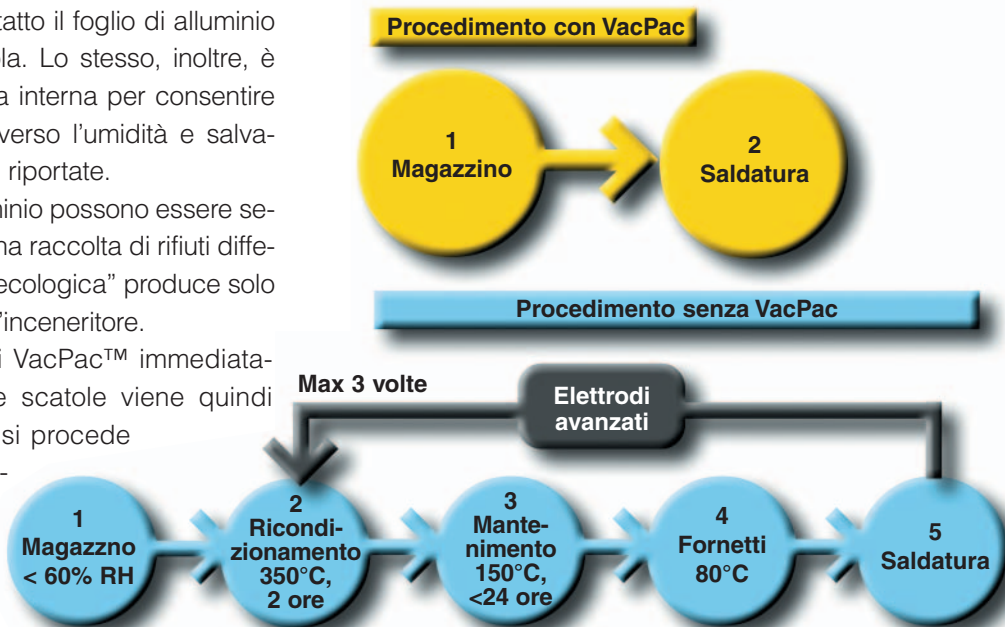 tatto il foglio di alluminio
la. Lo stesso, inoltre, è
a interna per consentire
verso l'umidità e salva-
riportate.
minio possono essere se-
na raccolta di rifiuti diffe-
ecologica” produce solo
l'inceneritore.
i VacPac™ immediata-
e scatole viene quindi
si procede
-
Procedimento con VacPac
1
Magazzino
2
Saldatura
Procedimento senza VacPac
Max 3 volte
Elettrodi
avanzati
1
Magazzno
< 60% RH
2
Ricondi-
zionamento
350°C,
2 ore
3
Mante-
nimento
150°C,
<24 ore
4
Fornetti
80°C
5
Saldatura